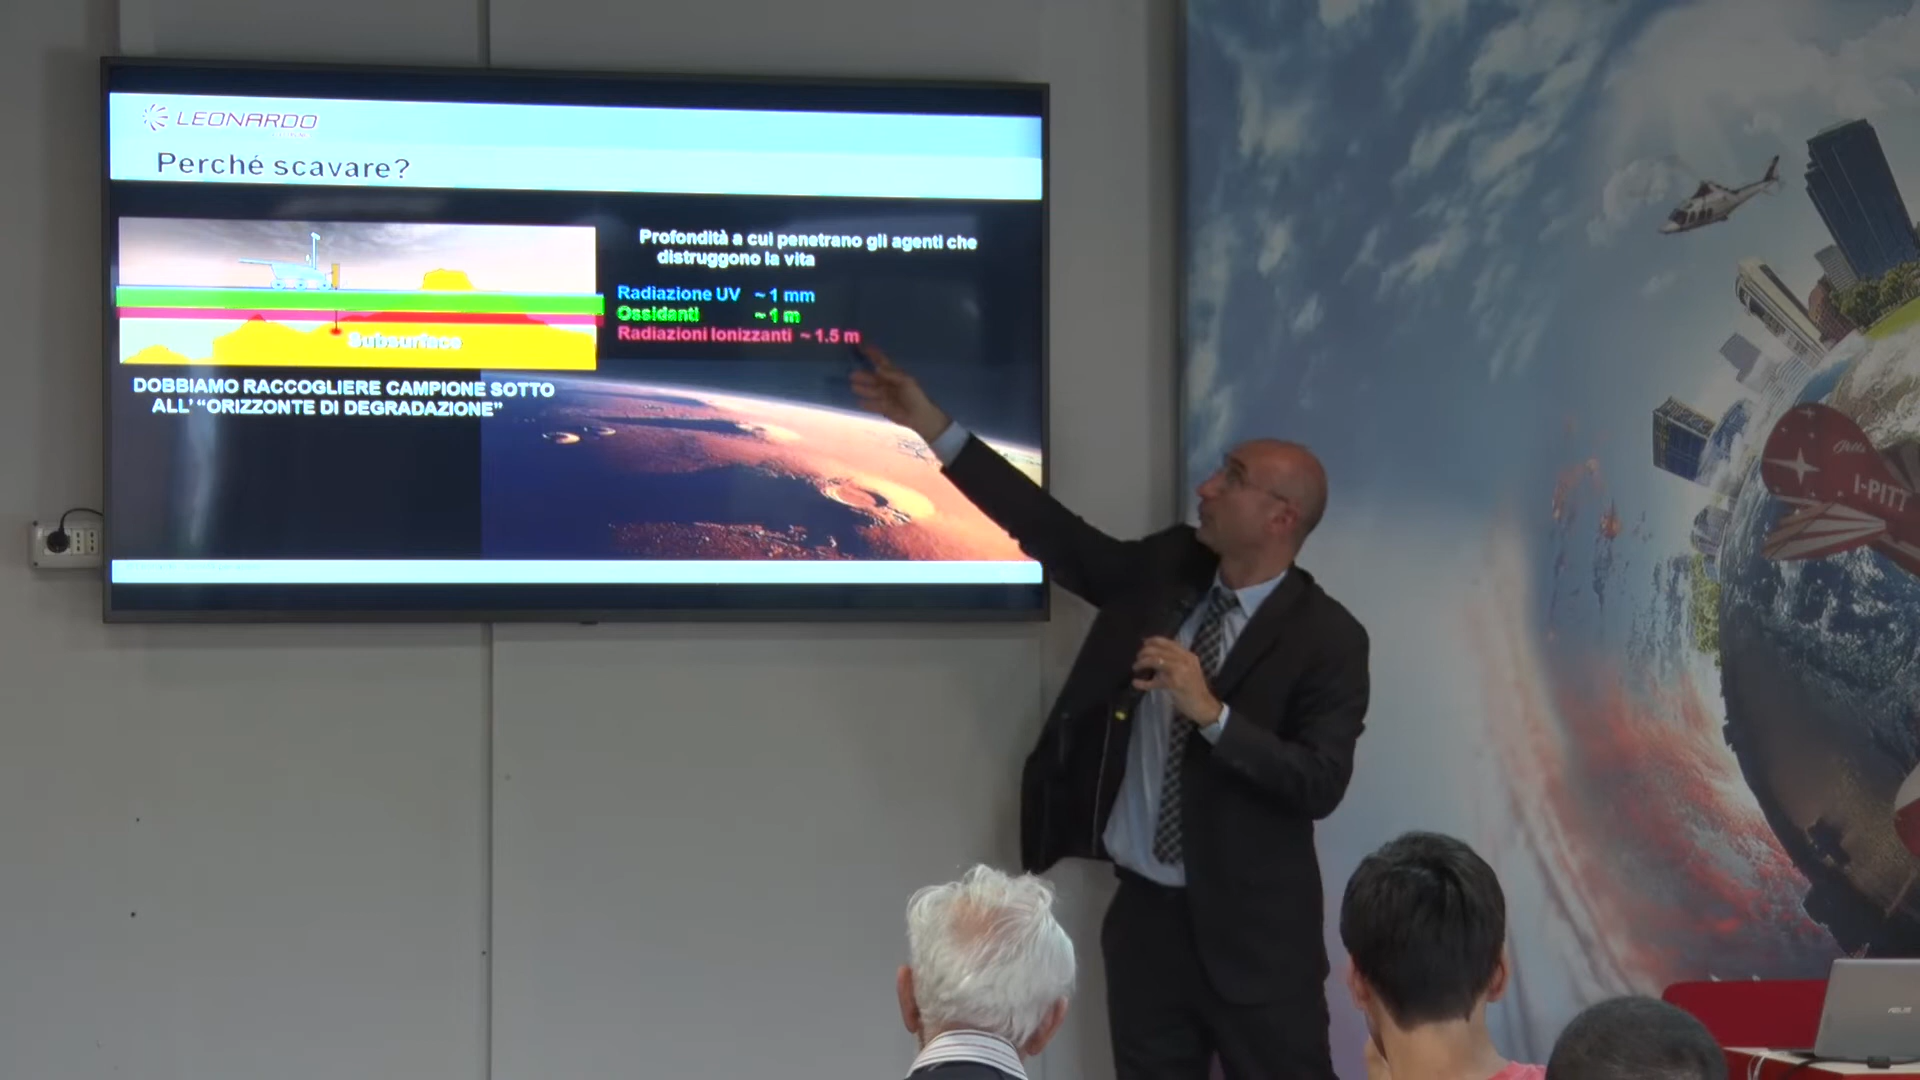 LEONARDO
Perché scavare?
Profondità a cui penetrano gli agenti che
distruggono la vita
Radiazione UV ~ 1 mm
Ossidanti ~ 1 m
Radiazioni Ionizzanti ~ 1.5 m
Subsurface
DOBBIAMO RACCOGLIERE CAMPIONE SOTTO
ALL' “ORIZZONTE DI DEGRADAZIONE”
I-PITT
ASUS